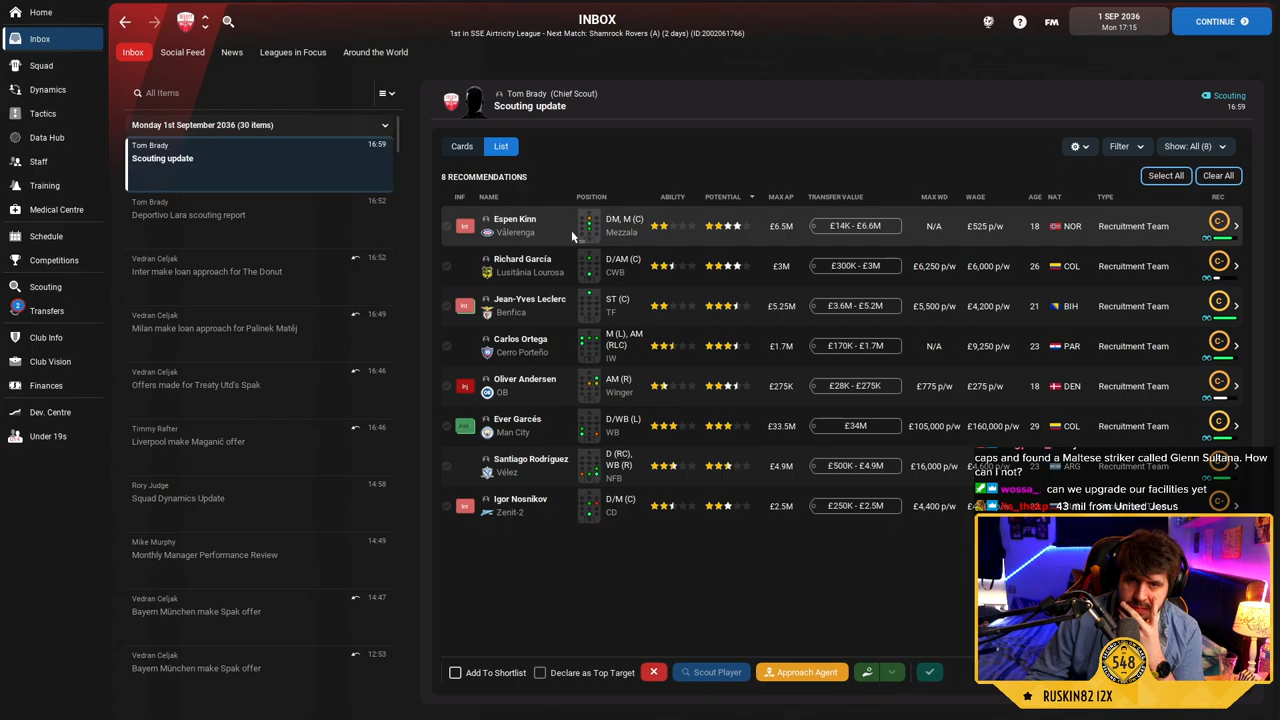 Home
Inbox
Squad
Dynamics
Tactics
Data Hub
Staff
Training
Medical Centre
Schedule
Competitions
Scouting
2
Transfers
Club Info
Club Vision
Finances
Dev. Centre
Under 19s
INBOX
1st in SSE Airtricity League - Next Match: Shamrock Rovers (A) (2 days) (ID:2002061766)
FM
1 SEP 2036
Mon 17:15
CONTINUE
Inbox
Social Feed
News
Leagues in Focus
Around the World
All Items
Monday 1st September 2036 (30 items)
Tom Brady 16:59
Scouting update
Tom Brady 16:52
Deportivo Lara scouting report
Vedran Celjak 16:52
Inter make loan approach for The Donut
Vedran Celjak 16:49
Milan make loan approach for Palinek Matěj
Vedran Celjak 16:46
Offers made for Treaty Utd's Spak
Timmy Rafter 16:46
Liverpool make Maganić offer
Rory Judge 14:58
Squad Dynamics Update
Mike Murphy 14:49
Monthly Manager Performance Review
Vedran Celjak 14:47
Bayern München make Spak offer
Vedran Celjak 12:53
Bayern München make Spak offer
Tom Brady (Chief Scout)
Scouting update
Scouting
16:59
Cards
List
Filter
Show: All (8)
8 RECOMMENDATIONS
Select All
Clear All
INF NAME POSITION ABILITY POTENTIAL MAX AP TRANSFER VALUE MAX WD WAGE AGE NAT TYPE REC
Int Espen Kinn DM, M (C) £6.5M £14K - £6.6M N/A £525 p/w 18 NOR Recruitment Team C-
Vålerenga Mezzala
Richard García D/AM (C) £3M £300K - £3M £6,250 p/w £6,000 p/w 26 COL Recruitment Team C-
Lusitânia Lourosa CWB
Int Jean-Yves Leclerc ST (C) £5.25M £3.6M - £5.2M £5,500 p/w £4,200 p/w 21 BIH Recruitment Team C
Benfica TF
Carlos Ortega M (L), AM (RLC) £1.7M £170K - £1.7M N/A £9,250 p/w 23 PAR Recruitment Team C-
Cerro Porteño IW
Inj Oliver Andersen AM (R) £275K £28K - £275K £775 p/w £275 p/w 18 DEN Recruitment Team C-
OB Winger
Ask Ever Garcés D/WB (L) £33.5M £34M £105,000 p/w £160,000 p/w 29 COL Recruitment Team C
Man City WB
Santiago Rodríguez D (RC), WB (R) £4.9M £500K - £4.9M £16,000 p/w
Vélez NFB
Int Igor Nosnikov D/M (C) £2.5M £250K - £2.5M £4,400 p/w
Zenit-2 CD
caps and found a Maltese striker called Glenn Sultana. How
can I not?
wossa_: can we upgrade our facilities yet
43 mil from United Jesus
Add To Shortlist
Declare as Top Target
Scout Player
Approach Agent
548
RUSKIN82 12X